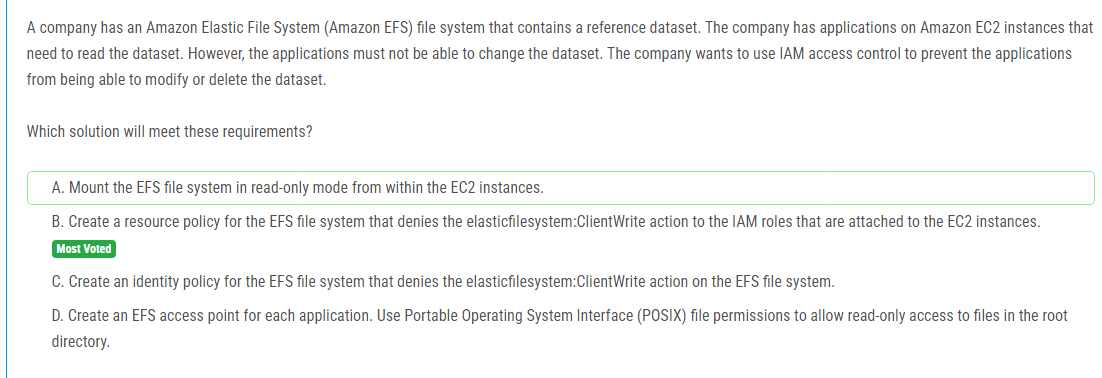 A company has an Amazon Elastic File System (Amazon EFS) file system that contains a reference dataset. The company has applications on Amazon EC2 instances that
need to read the dataset. However, the applications must not be able to change the dataset. The company wants to use IAM access control to prevent the applications
from being able to modify or delete the dataset.
Which solution will meet these requirements?
A. Mount the EFS file system in read-only mode from within the EC2 instances.
B. Create a resource policy for the EFS file system that denies the elasticfilesystem:ClientWrite action to the IAM roles that are attached to the EC2 instances.
Most Voted
C. Create an identity policy for the EFS file system that denies the elasticfilesystem:ClientWrite action on the EFS file system.
D. Create an EFS access point for each application. Use Portable Operating System Interface (POSIX) file permissions to allow read-only access to files in the root
directory.